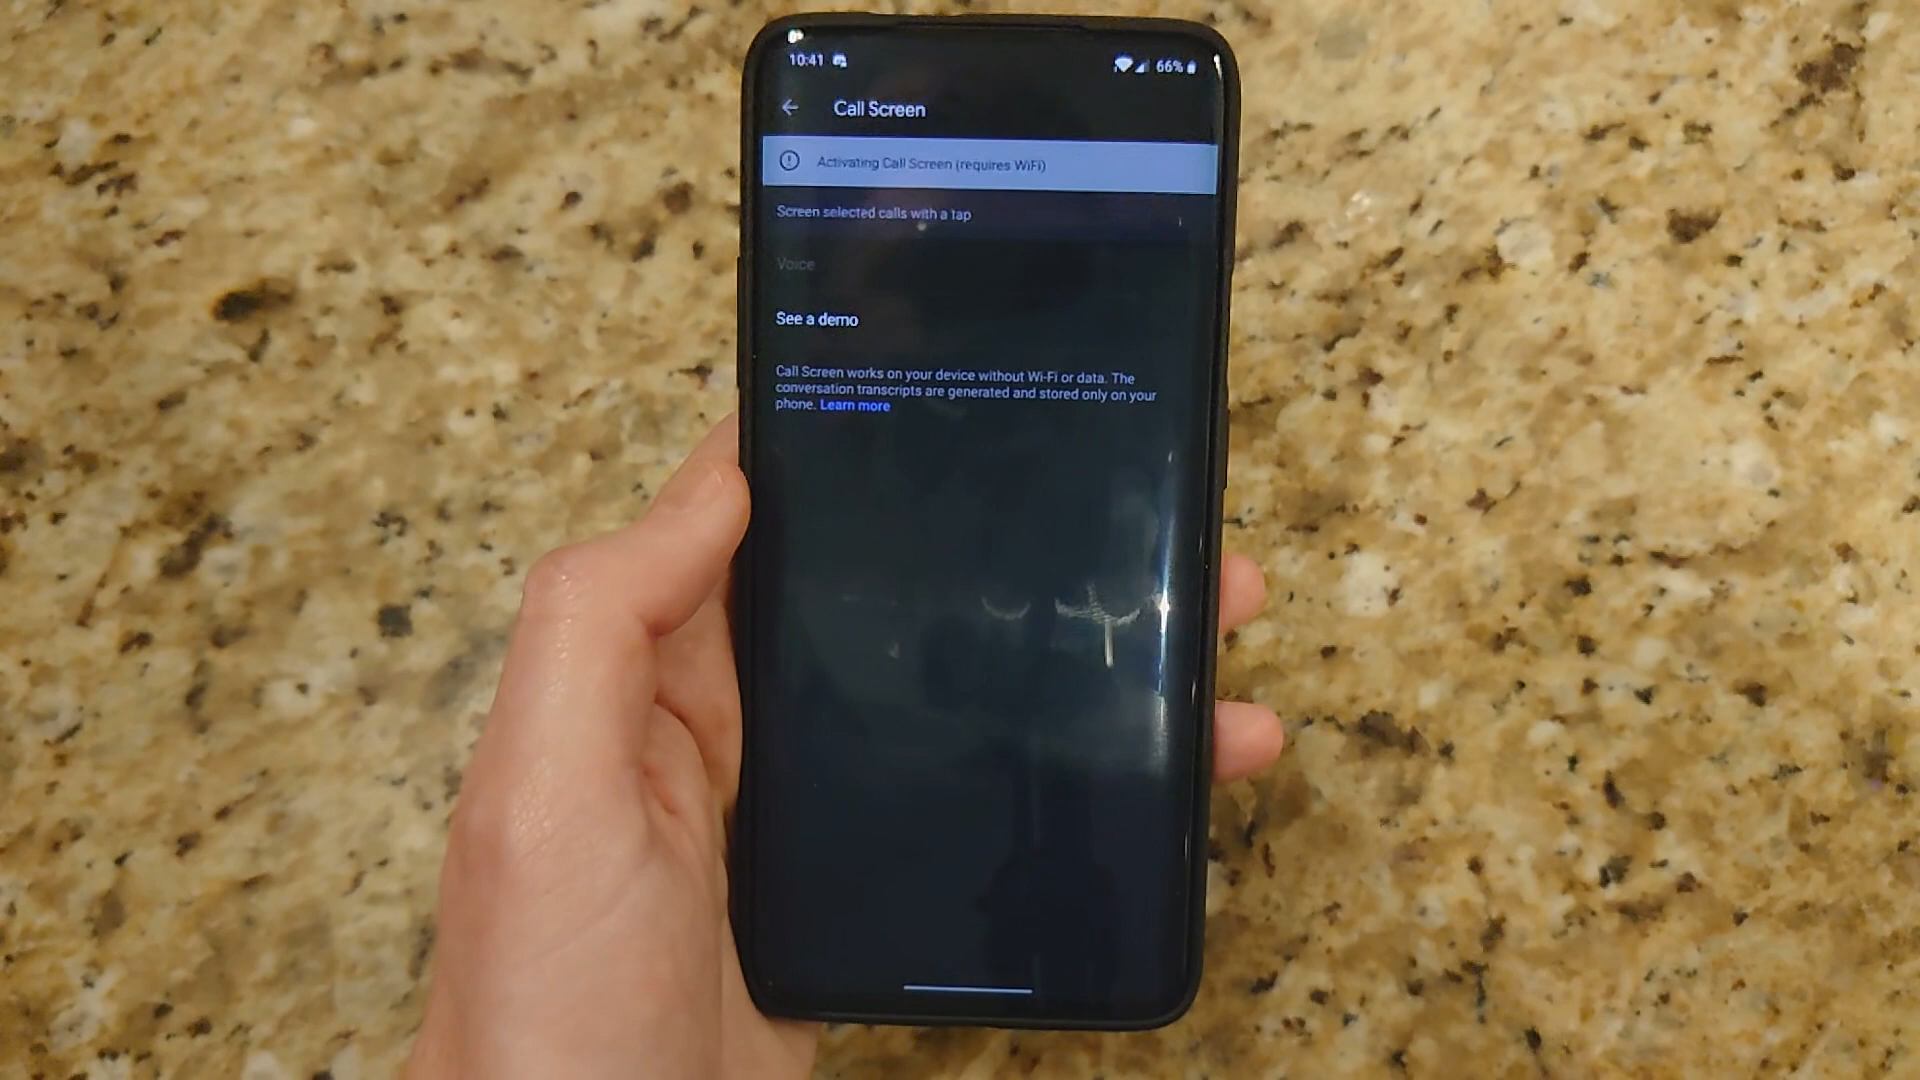 10:41
66%
Call Screen
Activating Call Screen (requires WiFi)
Screen selected calls with a tap
Voice
See a demo
Call Screen works on your device without Wi-Fi or data. The
conversation transcripts are generated and stored only on your
phone. Learn more